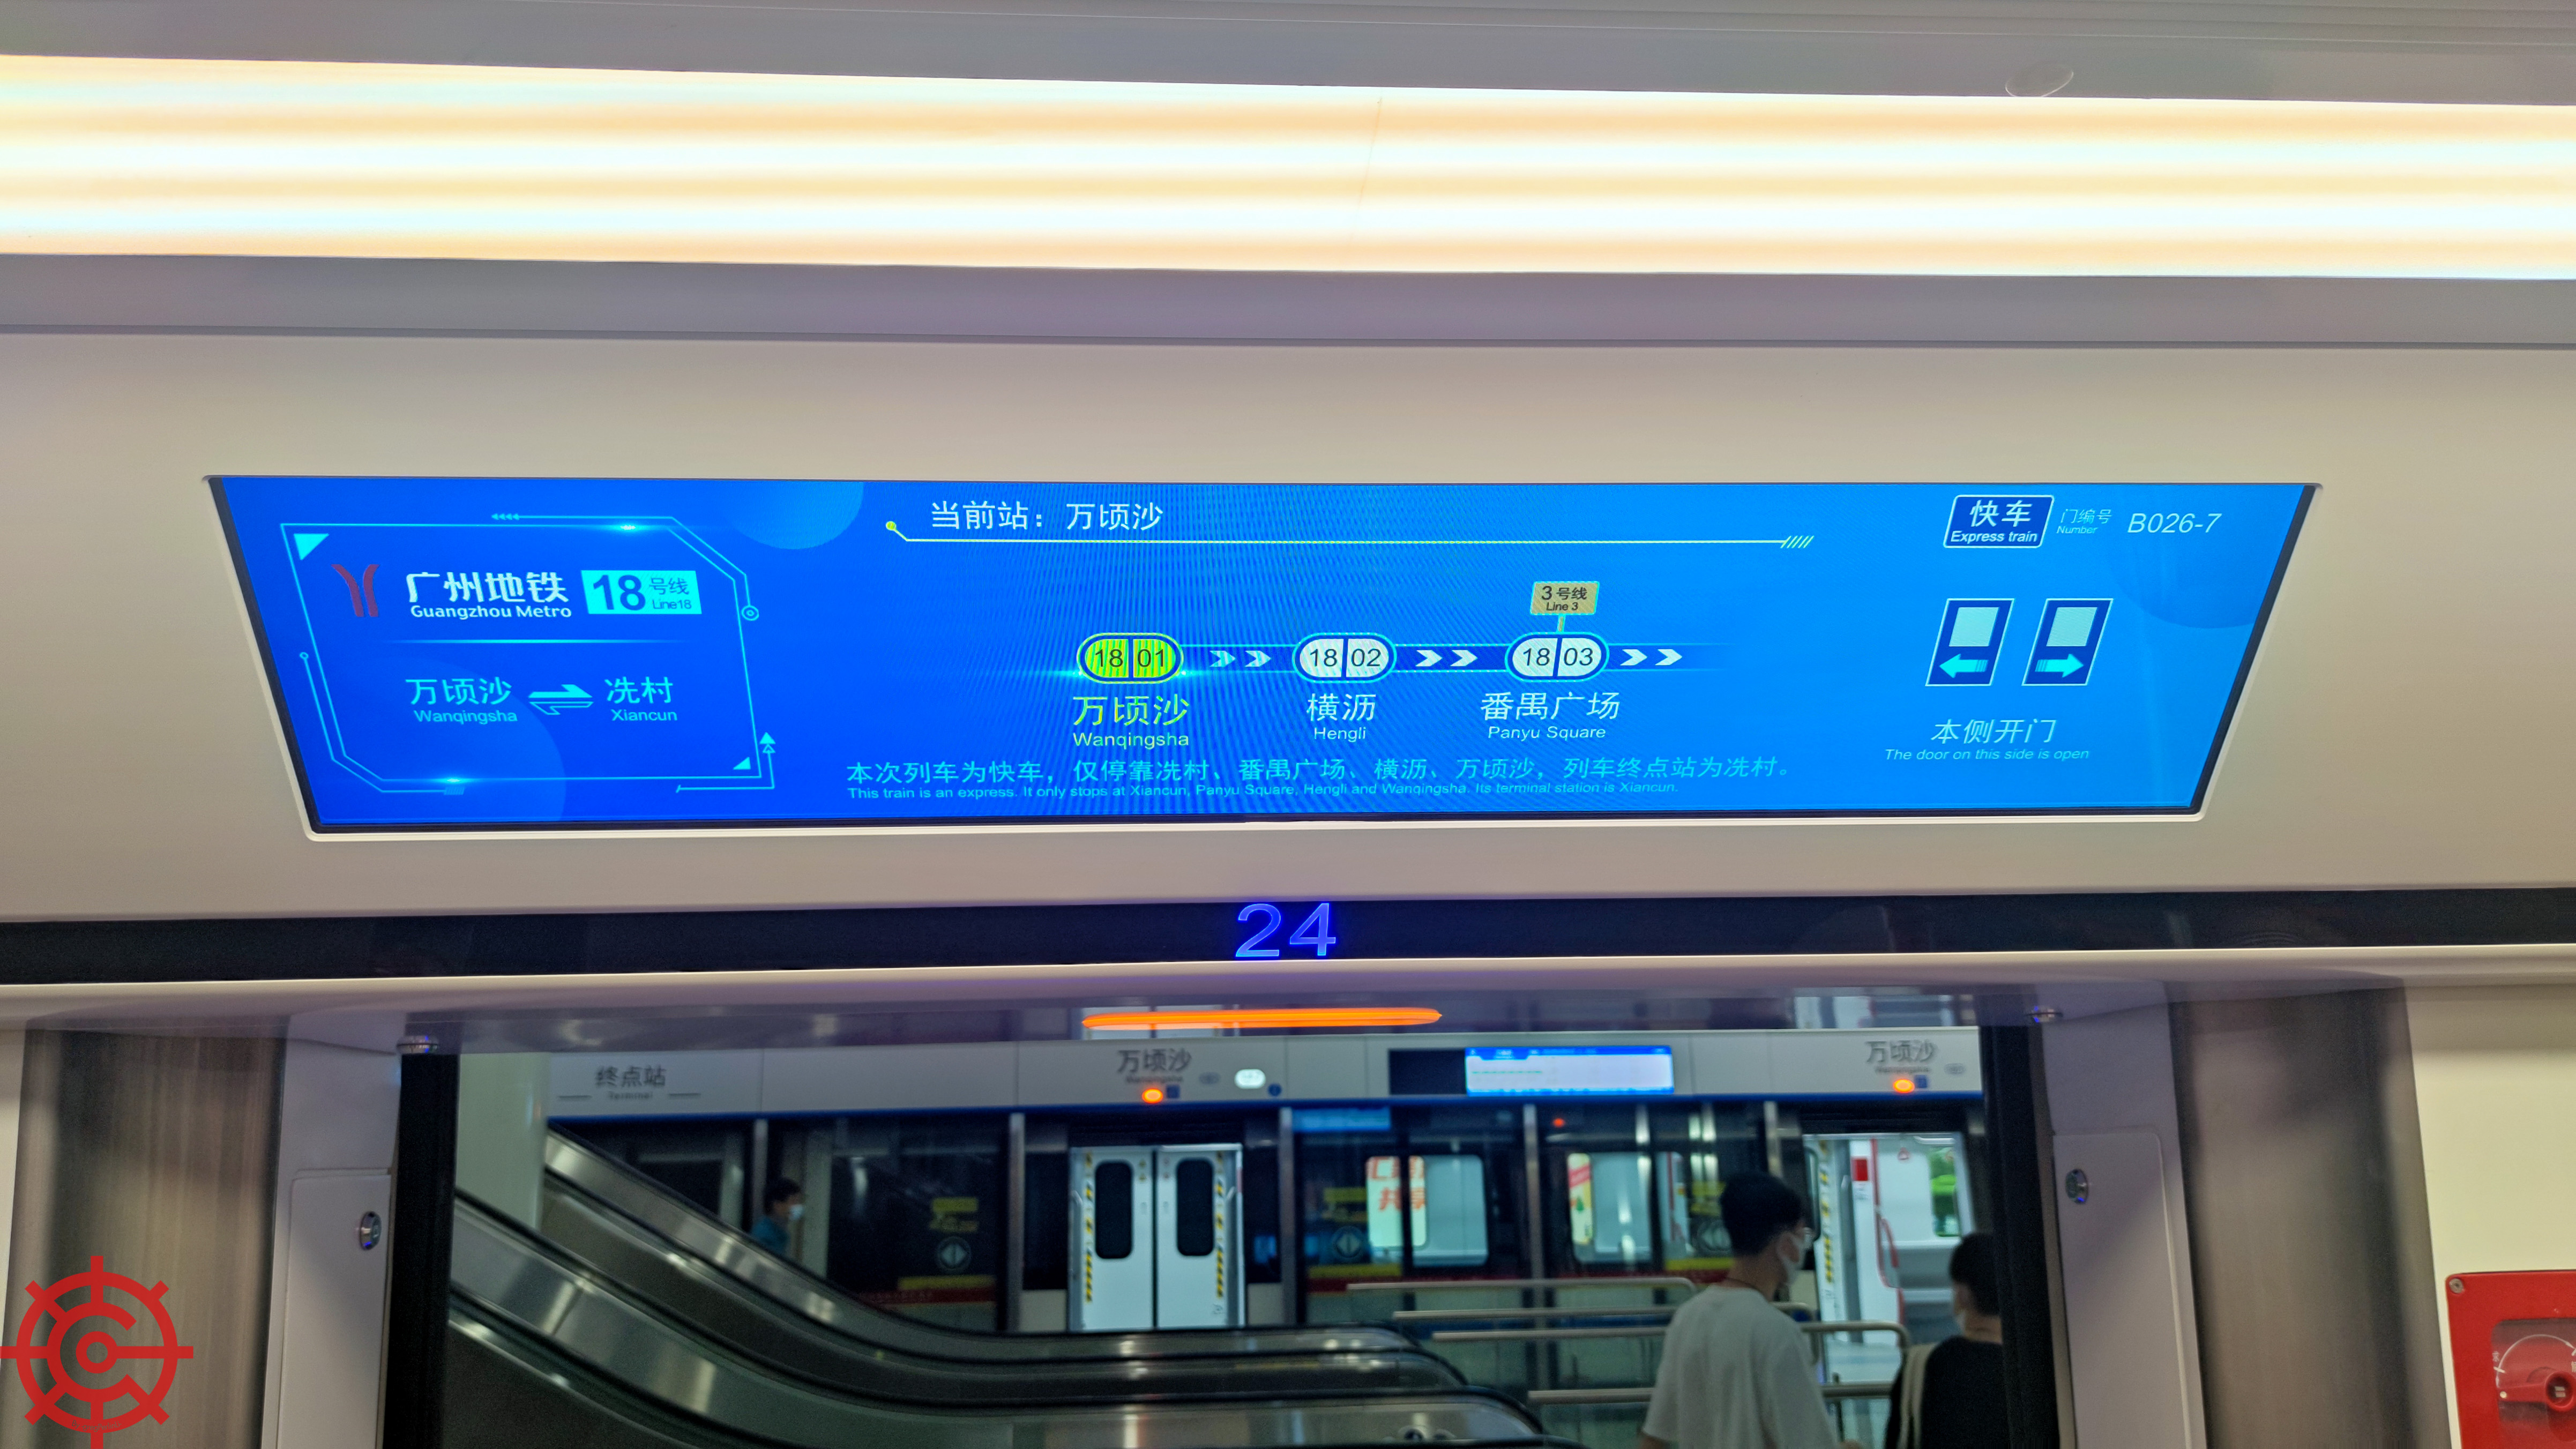 当前站：万顷沙
快车
Express train
门编号
Number
B026-7
广州地铁
Guangzhou Metro
18号线
Line18
3号线
Line 3
18 01
18 02
18 03
万顷沙
Wanqingsha
冼村
Xiancun
万顷沙
Wanqingsha
横沥
Hengli
番禺广场
Panyu Square
本侧开门
The door on this side is open
本次列车为快车，仅停靠冼村、番禺广场、横沥、万顷沙，列车终点站为冼村。
This train is an express. It only stops at Xiancun, Panyu Square, Hengli and Wanqingsha. Its terminal station is Xiancun.
24
终点站
Terminal
万顷沙
Wanqingsha
万顷沙